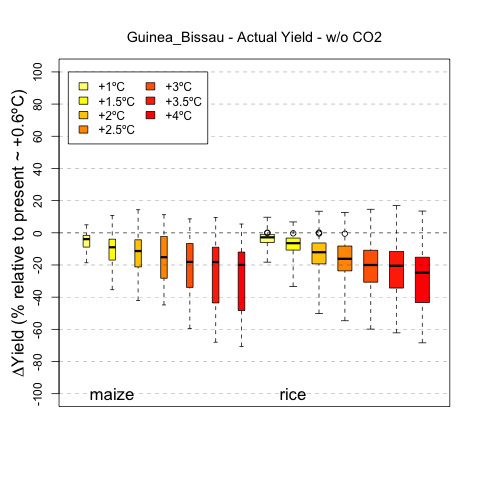 Guinea_Bissau - Actual Yield - w/o CO2
ΔYield (% relative to present ~ +0.6ºC)
100
80
60
40
20
0
-20
-40
-60
-80
-100
+1ºC
+1.5ºC
+2ºC
+2.5ºC
+3ºC
+3.5ºC
+4ºC
maize
rice